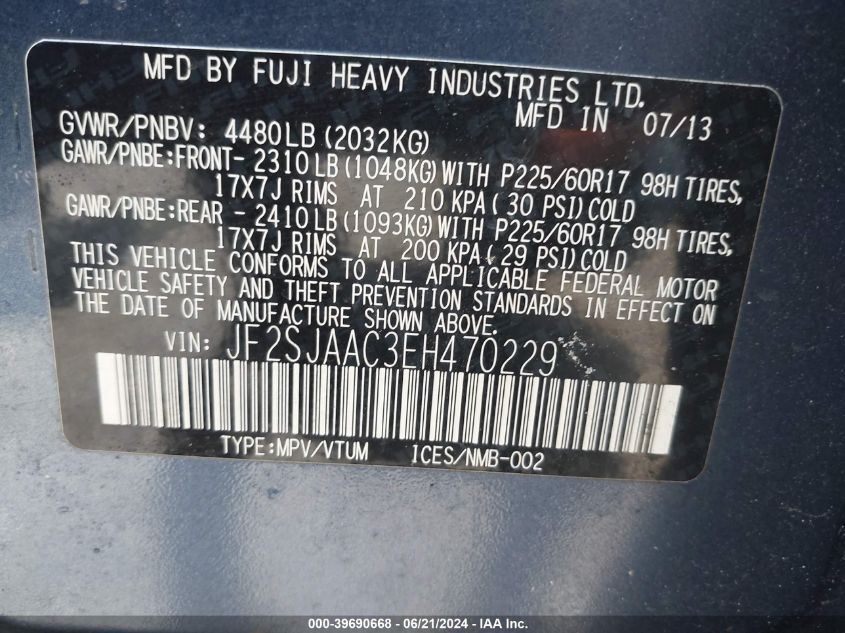 MFD BY FUJI HEAVY INDUSTRIES LTD.
MFD IN 07/13
GVWR/PNBV: 4480LB (2032KG)
GAWR/PNBE:FRONT- 2310LB (1048KG) WITH P225/60R17 98H TIRES,
17X7J RIMS AT 210 KPA (30 PSI) COLD
GAWR/PNBE:REAR - 2410LB (1093KG) WITH P225/60R17 98H TIRES,
17X7J RIMS AT 200 KPA (29 PSI) COLD
THIS VEHICLE CONFORMS TO ALL APPLICABLE FEDERAL MOTOR
VEHICLE SAFETY AND THEFT PREVENTION STANDARDS IN EFFECT ON
THE DATE OF MANUFACTURE SHOWN ABOVE.
VIN: JF2SJAAC3EH470229
TYPE:MPV/VTUM ICES/NMB-002
000-39690668 - 06/21/2024 - IAA Inc.